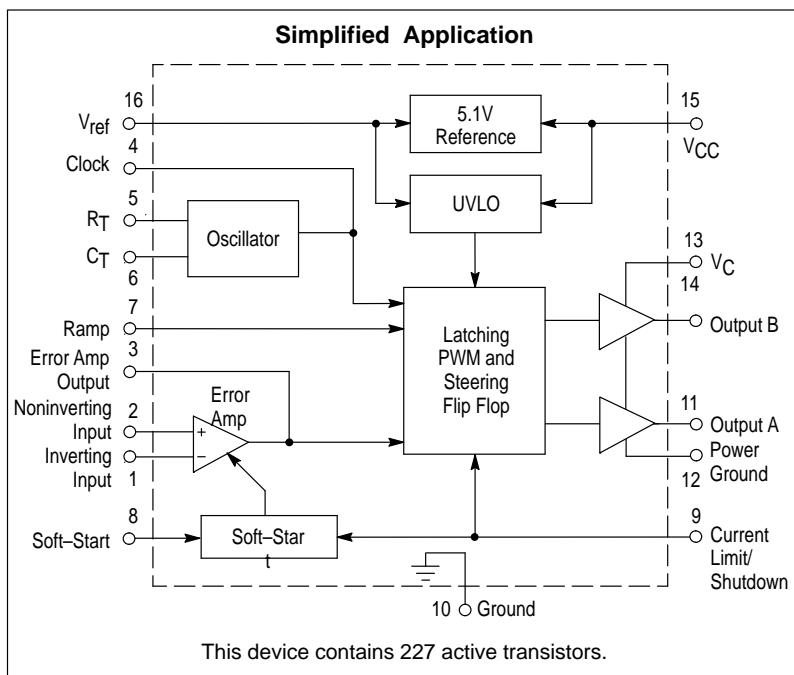 Simplified Application
16
Vref
4
Clock
5
RT
CT
6
7
Ramp
3
Error Amp
Output
Noninverting
Input
2
Inverting
Input
1
8
Soft–Start
5.1V
Reference
UVLO
Oscillator
Latching
PWM and
Steering
Flip Flop
Error
Amp
+
–
Soft–Star
t
15
VCC
13
VC
14
Output B
11
Output A
Power
Ground
12
9
Current
Limit/
Shutdown
10 Ground
This device contains 227 active transistors.